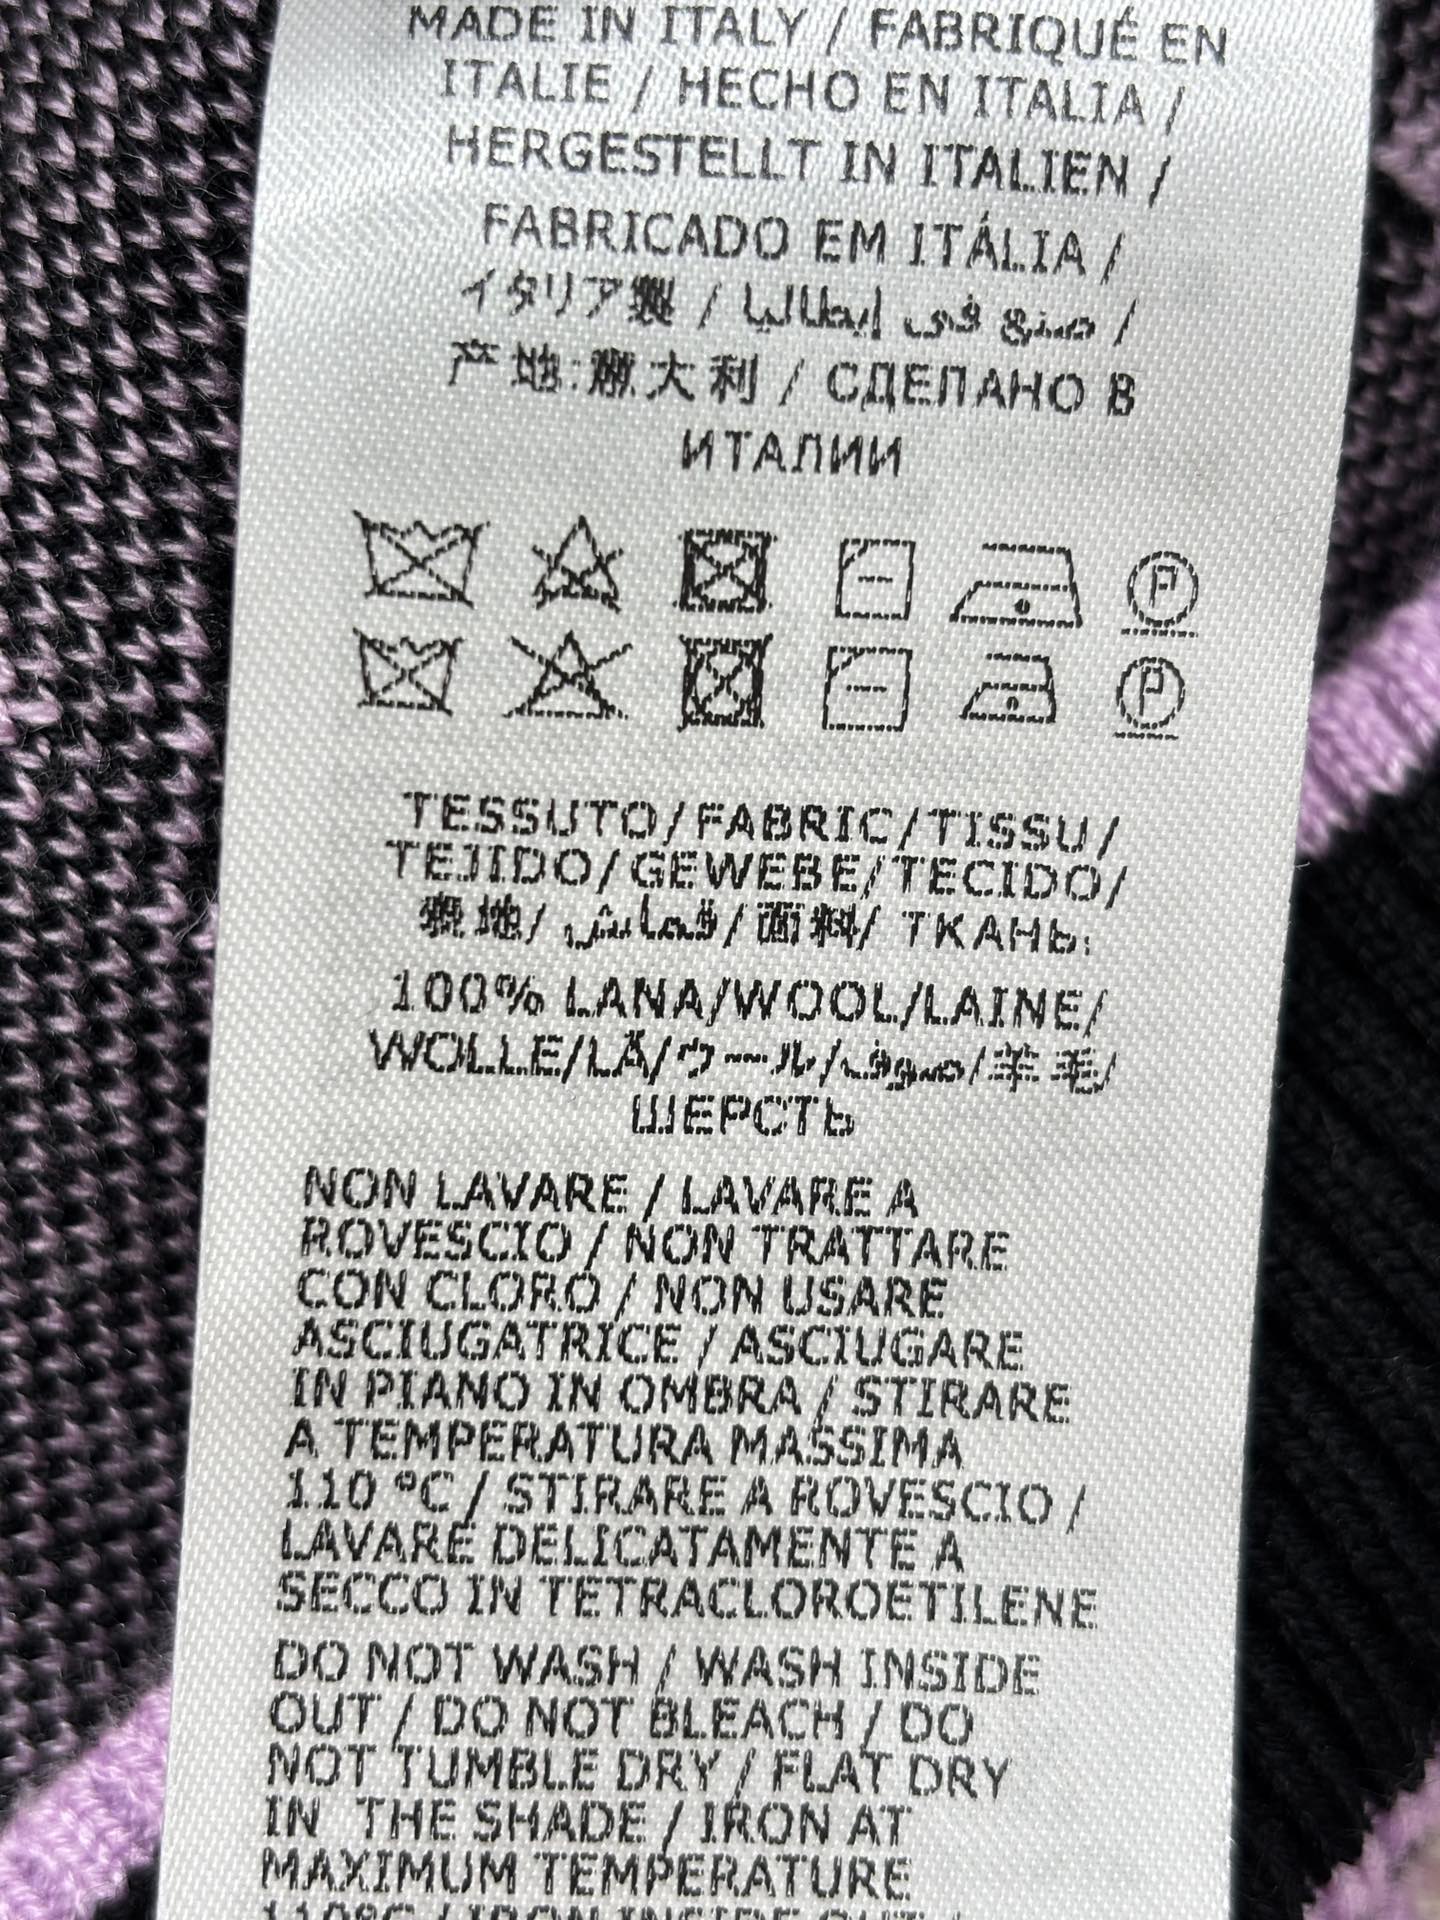 MADE IN ITALY / FABRIQUÉ EN
ITALIE / HECHO EN ITALIA /
HERGESTELLT IN ITALIEN /
FABRICADO EM ITÁLIA /
イタリア製 / صنع في إيطاليا /
产地:意大利 / СДЕЛАНО В
ИТАЛИИ
P
P
TESSUTO/FABRIC/TISSU/
TEJIDO/GEWEBE/TECIDO/
表地/ قماش/面料/ ТКАНЬ:
100% LANA/WOOL/LAINE/
WOLLE/LÃ/ウール/صوف/羊毛/
ШЕРСТЬ
NON LAVARE / LAVARE A
ROVESCIO / NON TRATTARE
CON CLORO / NON USARE
ASCIUGATRICE / ASCIUGARE
IN PIANO IN OMBRA / STIRARE
A TEMPERATURA MASSIMA
110 °C / STIRARE A ROVESCIO /
LAVARE DELICATAMENTE A
SECCO IN TETRACLOROETILENE
DO NOT WASH / WASH INSIDE
OUT / DO NOT BLEACH / DO
NOT TUMBLE DRY / FLAT DRY
IN THE SHADE / IRON AT
MAXIMUM TEMPERATURE
110°C / IRON INSIDE OUT /